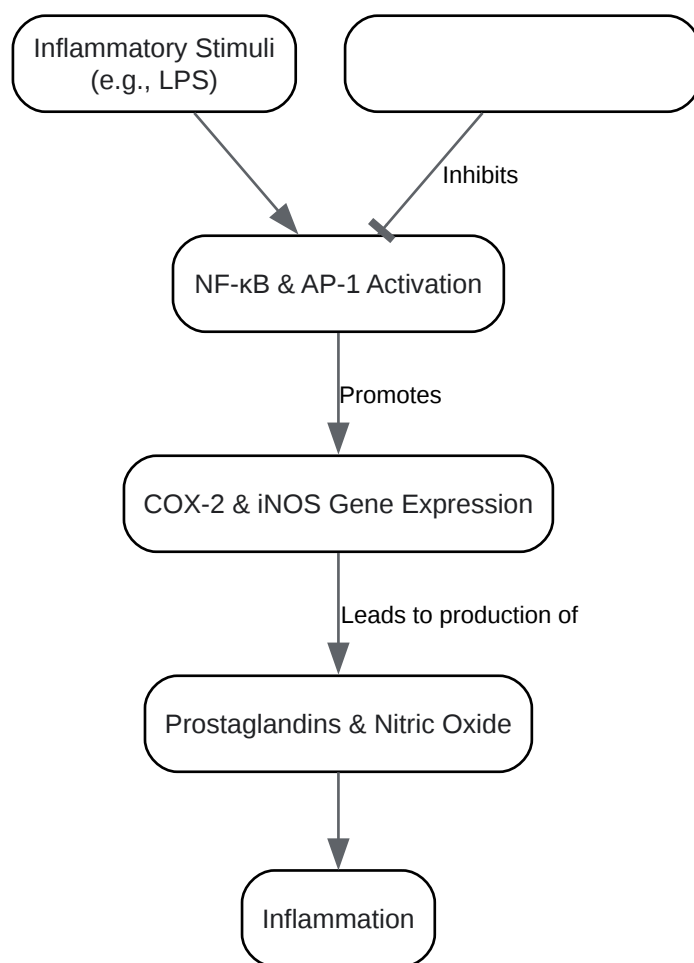 Inflammatory Stimuli
(e.g., LPS)
Inhibits
NF-κB & AP-1 Activation
Promotes
COX-2 & iNOS Gene Expression
Leads to production of
Prostaglandins & Nitric Oxide
Inflammation